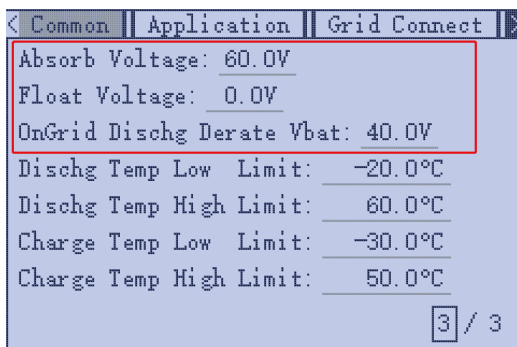 < Common Application Grid Connect >
Absorb Voltage: 60.0V
Float Voltage: 0.0V
OnGrid Dischg Derate Vbat: 40.0V
Dischg Temp Low Limit: -20.0°C
Dischg Temp High Limit: 60.0°C
Charge Temp Low Limit: -30.0°C
Charge Temp High Limit: 50.0°C
3 / 3